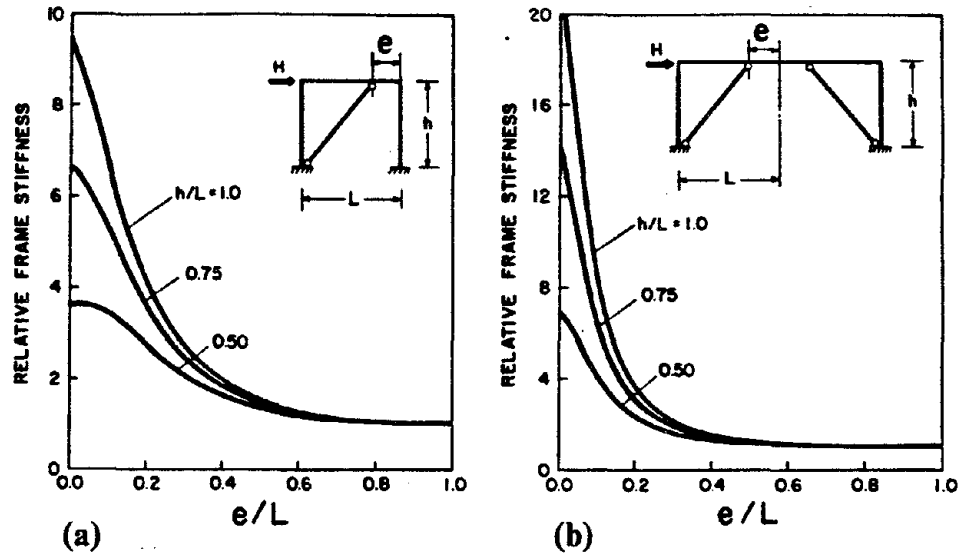 RELATIVE FRAME STIFFNESS
10
8
6
4
2
0
0.0
0.2
0.4
0.6
0.8
1.0
e/L
(a)
h/L = 1.0
0.75
0.50
H
e
h
L
RELATIVE FRAME STIFFNESS
20
16
12
8
4
0
0.0
0.2
0.4
0.6
0.8
1.0
e/L
(b)
h/L = 1.0
0.75
0.50
H
e
h
L